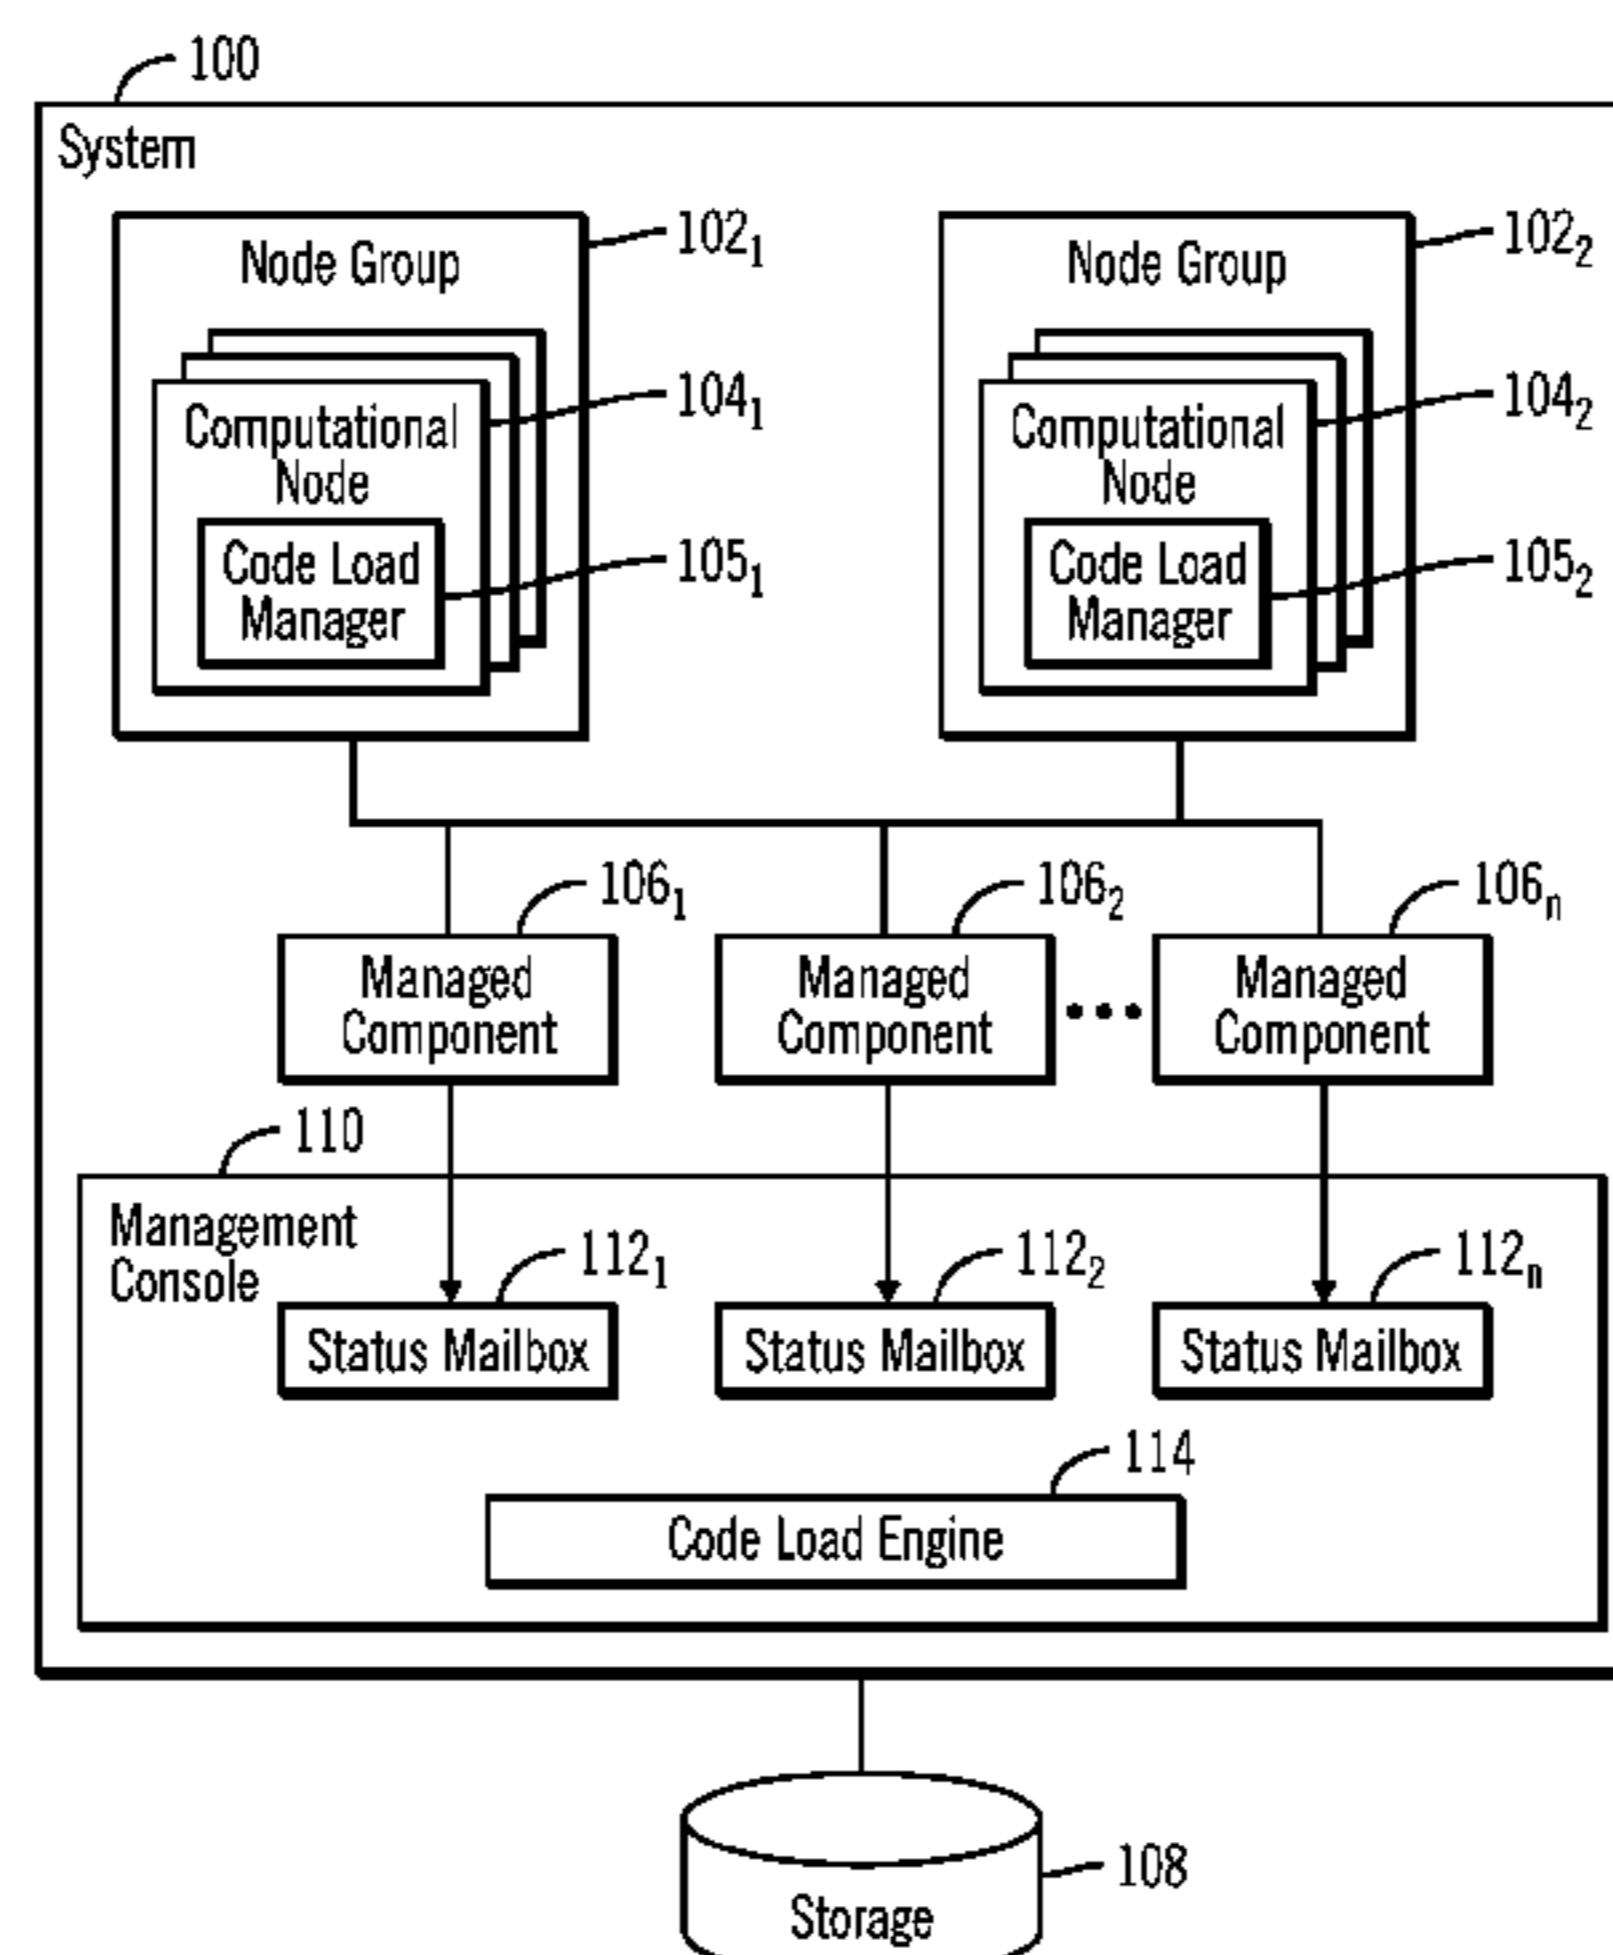 100
System
Node Group
102₁
Node Group
102₂
Computational
Node
104₁
Computational
Node
104₂
Code Load
Manager
105₁
Code Load
Manager
105₂
106₁
106₂
106ₙ
Managed
Component
Managed
Component
Managed
Component
110
Management
Console
112₁
112₂
112ₙ
Status Mailbox
Status Mailbox
Status Mailbox
114
Code Load Engine
108
Storage